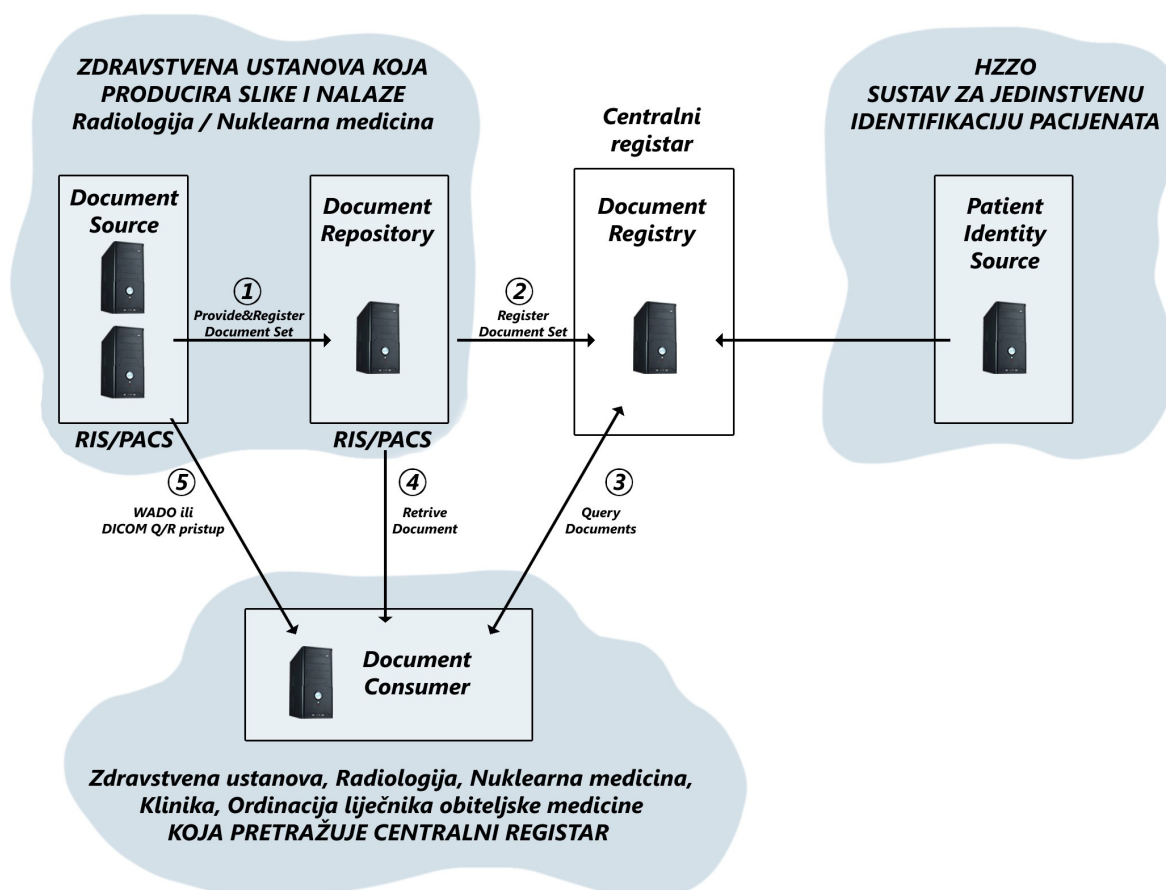 ZDRAVSTVENA USTANOVA KOJA
PRODUCIRA SLIKE I NALAZE
Radiologija / Nuklearna medicina
HZZO
SUSTAV ZA JEDINSTVENU
IDENTIFIKACIJU PACIJENATA
Centralni
registar
Document
Source
Document
Repository
Document
Registry
Patient
Identity
Source
1
Provide&Register
Document Set
2
Register
Document Set
RIS/PACS
RIS/PACS
5
WADO ili
DICOM Q/R pristup
4
Retrive
Document
3
Query
Documents
Document
Consumer
Zdravstvena ustanova, Radiologija, Nuklearna medicina,
Klinika, Ordinacija liječnika obiteljske medicine
KOJA PRETRAŽUJE CENTRALNI REGISTAR